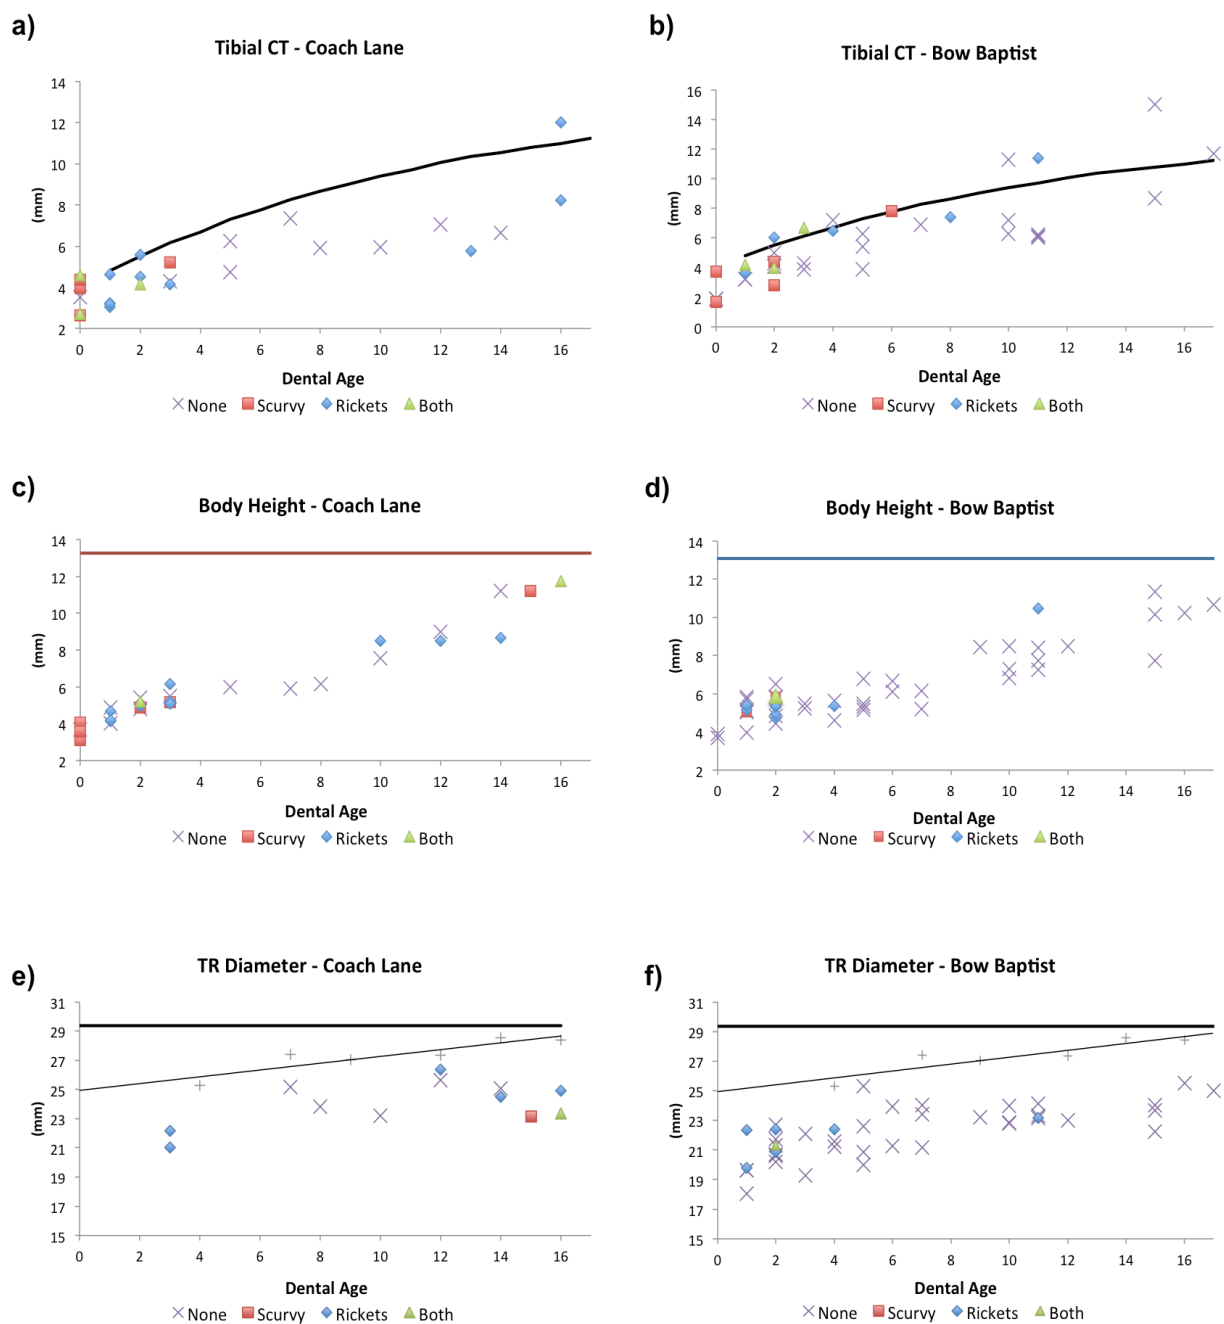 a)
Tibial CT - Coach Lane
14
12
10
8
6
4
2
(mm)
0 2 4 6 8 10 12 14 16
Dental Age
None Scurvy Rickets Both
b)
Tibial CT - Bow Baptist
16
14
12
10
8
6
4
2
0
(mm)
0 2 4 6 8 10 12 14 16
Dental Age
None Scurvy Rickets Both
c)
Body Height - Coach Lane
14
12
10
8
6
4
2
(mm)
0 2 4 6 8 10 12 14 16
Dental Age
None Scurvy Rickets Both
d)
Body Height - Bow Baptist
14
12
10
8
6
4
2
(mm)
0 2 4 6 8 10 12 14 16
Dental Age
None Scurvy Rickets Both
e)
TR Diameter - Coach Lane
31
29
27
25
23
21
19
17
15
(mm)
0 2 4 6 8 10 12 14 16
Dental Age
None Scurvy Rickets Both
f)
TR Diameter - Bow Baptist
31
29
27
25
23
21
19
17
15
(mm)
0 2 4 6 8 10 12 14 16
Dental Age
None Scurvy Rickets Both